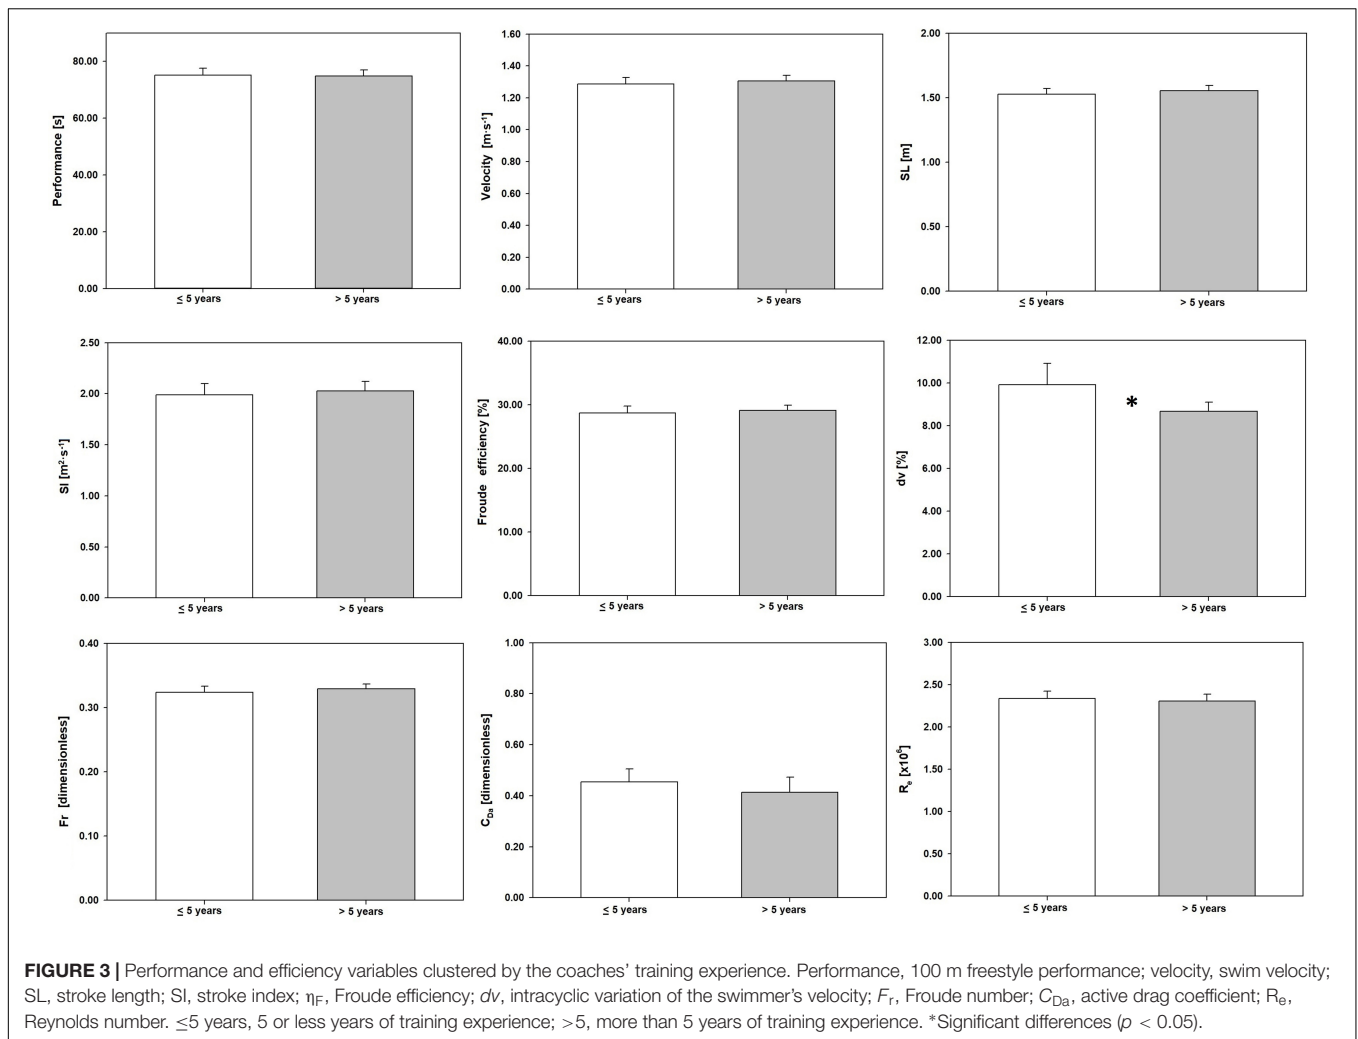 80.00
60.00
40.00
20.00
0.00
Performance [s]
≤ 5 years
> 5 years
1.60
1.40
1.20
1.00
0.80
0.60
0.40
0.20
0.00
Velocity [m·s⁻¹]
≤ 5 years
> 5 years
2.00
1.50
1.00
0.50
0.00
SL [m]
≤ 5 years
> 5 years
2.50
2.00
1.50
1.00
0.50
0.00
SI [m²·s⁻¹]
≤ 5 years
> 5 years
40.00
30.00
20.00
10.00
0.00
Froude efficiency [%]
≤ 5 years
> 5 years
12.00
10.00
8.00
6.00
4.00
2.00
0.00
dv [%]
*
≤ 5 years
> 5 years
0.40
0.30
0.20
0.10
0.00
Fr [dimensionless]
≤ 5 years
> 5 years
1.00
0.80
0.60
0.40
0.20
0.00
C_Da [dimensionless]
≤ 5 years
> 5 years
3.00
2.50
2.00
1.50
1.00
0.50
0.00
R_e [x10⁶]
≤ 5 years
> 5 years
FIGURE 3 | Performance and efficiency variables clustered by the coaches' training experience. Performance, 100 m freestyle performance; velocity, swim velocity;
SL, stroke length; SI, stroke index; η_F, Froude efficiency; dv, intracyclic variation of the swimmer's velocity; F_r, Froude number; C_Da, active drag coefficient; R_e,
Reynolds number. ≤5 years, 5 or less years of training experience; >5, more than 5 years of training experience. *Significant differences (p < 0.05).